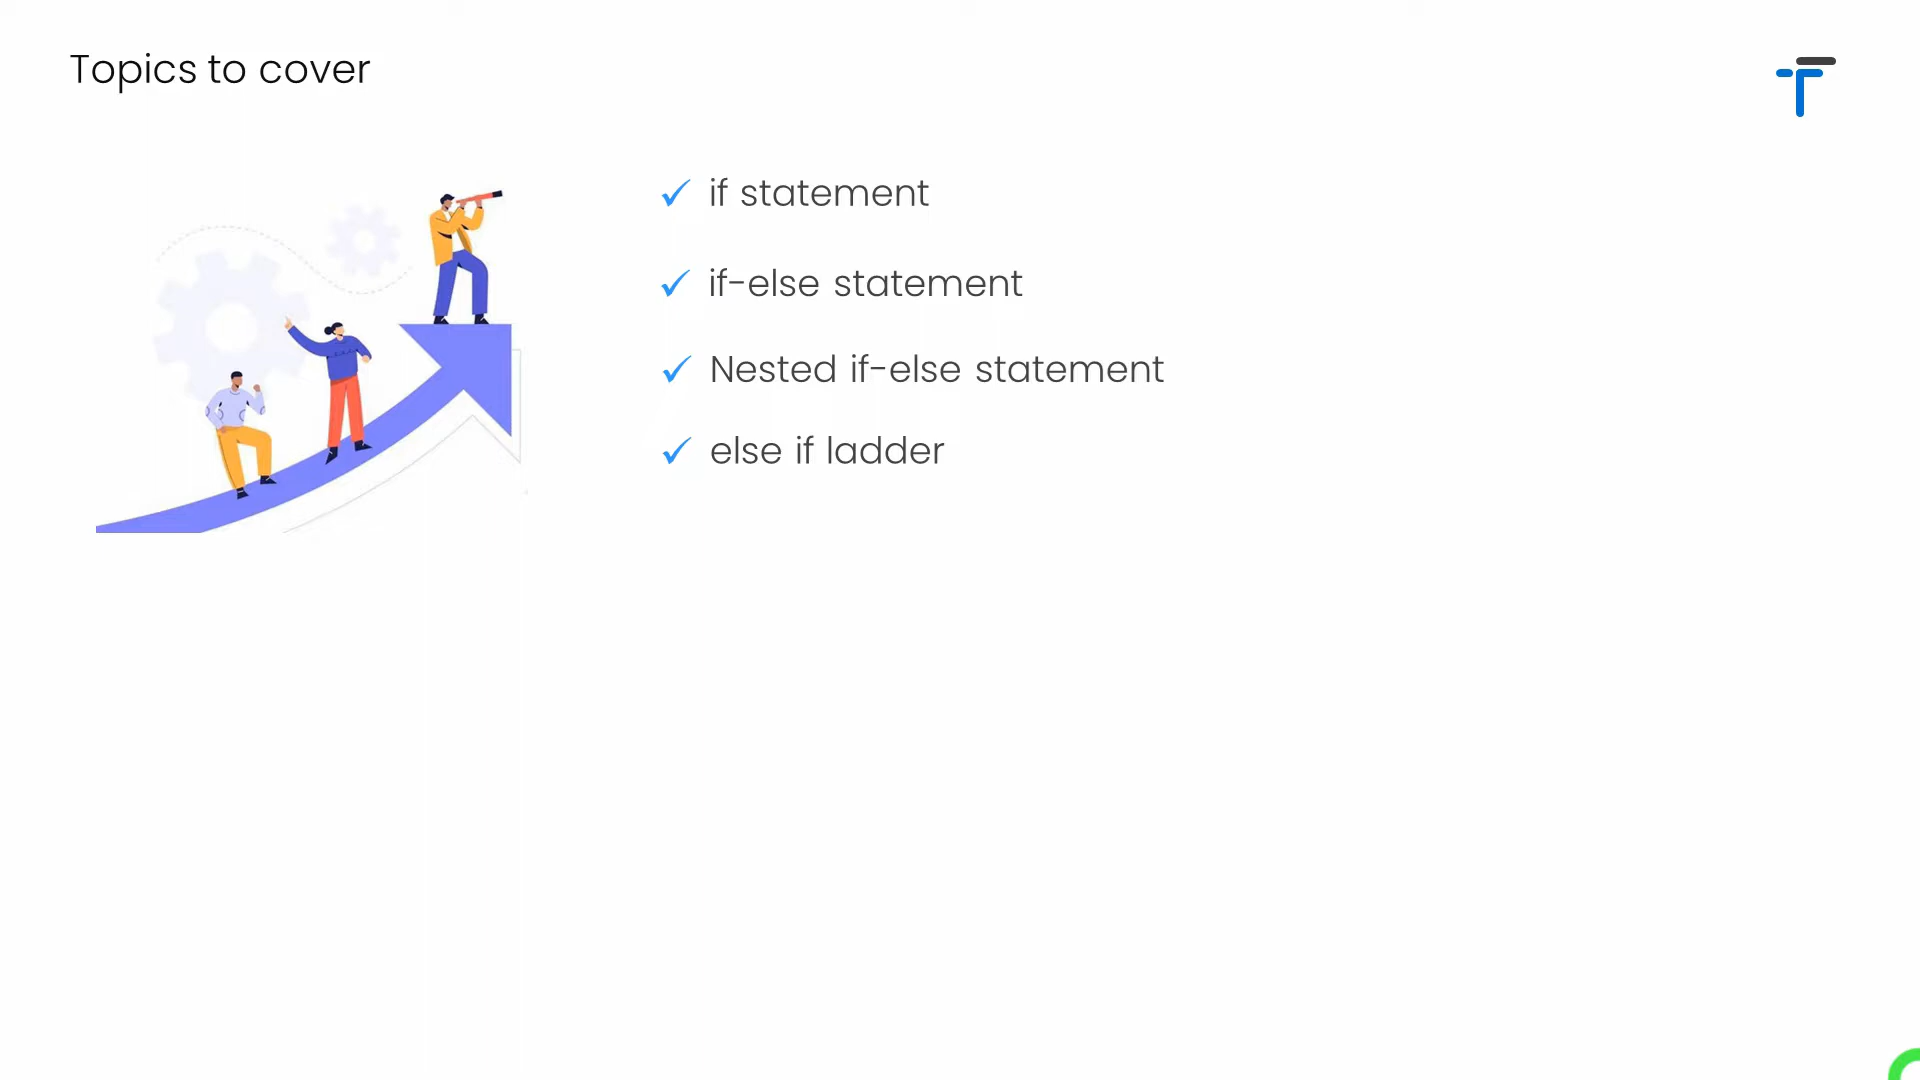 Topics to cover
if statement
if-else statement
Nested if-else statement
else if ladder